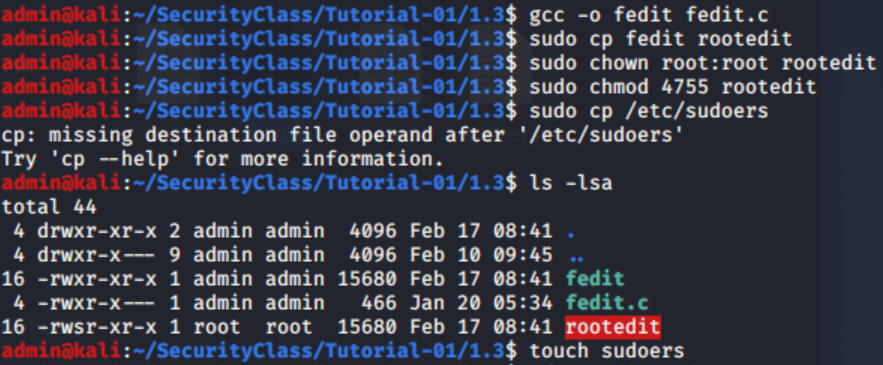 admin@kali:~/SecurityClass/Tutorial-01/1.3$ gcc -o fedit fedit.c
admin@kali:~/SecurityClass/Tutorial-01/1.3$ sudo cp fedit rootedit
admin@kali:~/SecurityClass/Tutorial-01/1.3$ sudo chown root:root rootedit
admin@kali:~/SecurityClass/Tutorial-01/1.3$ sudo chmod 4755 rootedit
admin@kali:~/SecurityClass/Tutorial-01/1.3$ sudo cp /etc/sudoers
cp: missing destination file operand after '/etc/sudoers'
Try 'cp --help' for more information.
admin@kali:~/SecurityClass/Tutorial-01/1.3$ ls -lsa
total 44
 4 drwxr-xr-x 2 admin admin  4096 Feb 17 08:41 .
 4 drwxr-x--- 9 admin admin  4096 Feb 10 09:45 ..
16 -rwxr-xr-x 1 admin admin 15680 Feb 17 08:41 fedit
 4 -rwxr-x--- 1 admin admin   466 Jan 20 05:34 fedit.c
16 -rwsr-xr-x 1 root  root  15680 Feb 17 08:41 rootedit
admin@kali:~/SecurityClass/Tutorial-01/1.3$ touch sudoers